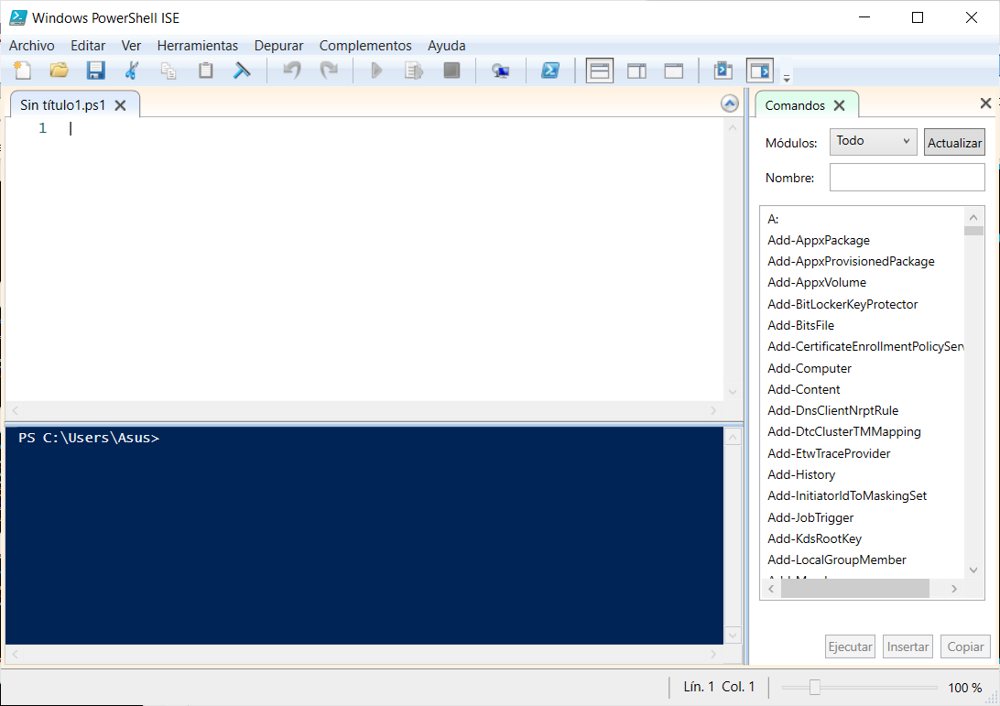 Windows PowerShell ISE
Archivo Editar Ver Herramientas Depurar Complementos Ayuda
Sin título1.ps1
1
PS C:\Users\Asus>
Comandos
Módulos: Todo Actualizar
Nombre:
A:
Add-AppxPackage
Add-AppxProvisionedPackage
Add-AppxVolume
Add-BitLockerKeyProtector
Add-BitsFile
Add-CertificateEnrollmentPolicySer
Add-Computer
Add-Content
Add-DnsClientNrptRule
Add-DtcClusterTMMapping
Add-EtwTraceProvider
Add-History
Add-InitiatorIdToMaskingSet
Add-JobTrigger
Add-KdsRootKey
Add-LocalGroupMember
Ejecutar Insertar Copiar
Lín. 1 Col. 1 100 %